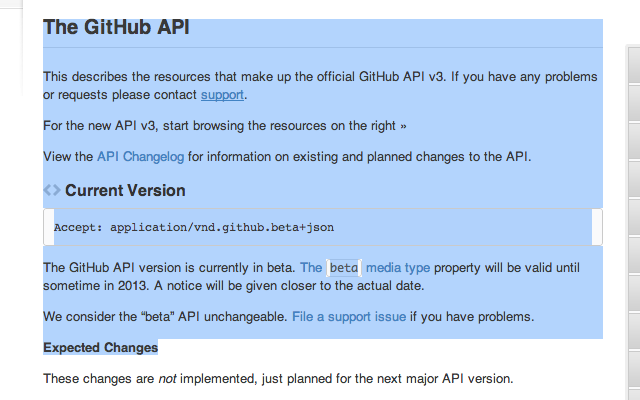 The GitHub API
This describes the resources that make up the official GitHub API v3. If you have any problems
or requests please contact support.
For the new API v3, start browsing the resources on the right »
View the API Changelog for information on existing and planned changes to the API.
<> Current Version
Accept: application/vnd.github.beta+json
The GitHub API version is currently in beta. The beta media type property will be valid until
sometime in 2013. A notice will be given closer to the actual date.
We consider the “beta” API unchangeable. File a support issue if you have problems.
Expected Changes
These changes are not implemented, just planned for the next major API version.